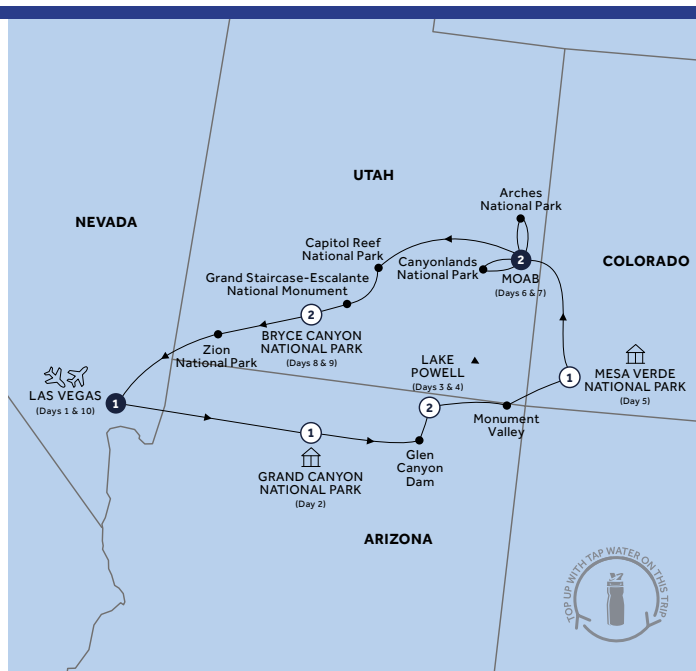 UTAH
Arches
National Park
NEVADA
Capitol Reef
National Park
Canyonlands
National Park
2
MOAB
(Days 6 & 7)
COLORADO
Grand Staircase-Escalante
National Monument
2
BRYCE CANYON
NATIONAL PARK
(Days 8 & 9)
Zion
National Park
LAKE
POWELL
(Days 3 & 4)
2
1
MESA VERDE
NATIONAL PARK
(Day 5)
LAS VEGAS
(Days 1 & 10)
1
Monument
Valley
1
GRAND CANYON
NATIONAL PARK
(Day 2)
Glen
Canyon
Dam
ARIZONA
TOP UP WITH TAP WATER ON THIS TRIP